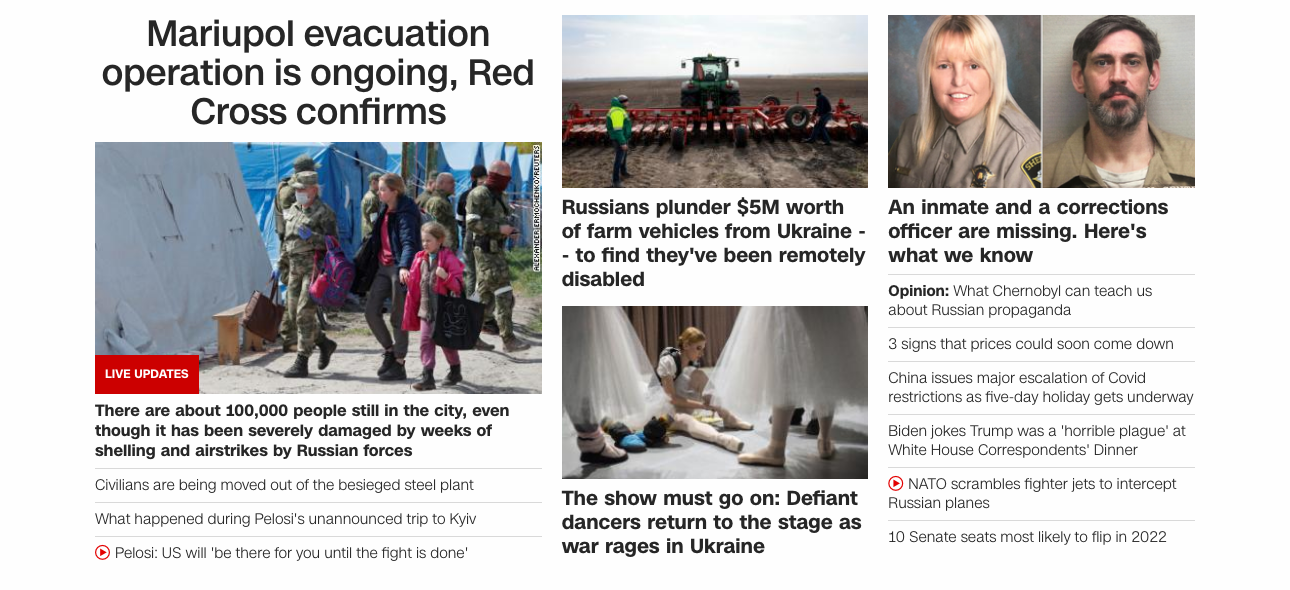 Mariupol evacuation
operation is ongoing, Red
Cross confirms
ALEXANDER ERMOCHENKO/REUTERS
LIVE UPDATES
There are about 100,000 people still in the city, even
though it has been severely damaged by weeks of
shelling and airstrikes by Russian forces
Civilians are being moved out of the besieged steel plant
What happened during Pelosi's unannounced trip to Kyiv
Pelosi: US will 'be there for you until the fight is done'
Russians plunder $5M worth
of farm vehicles from Ukraine -
- to find they've been remotely
disabled
The show must go on: Defiant
dancers return to the stage as
war rages in Ukraine
An inmate and a corrections
officer are missing. Here's
what we know
Opinion: What Chernobyl can teach us
about Russian propaganda
3 signs that prices could soon come down
China issues major escalation of Covid
restrictions as five-day holiday gets underway
Biden jokes Trump was a 'horrible plague' at
White House Correspondents' Dinner
NATO scrambles fighter jets to intercept
Russian planes
10 Senate seats most likely to flip in 2022